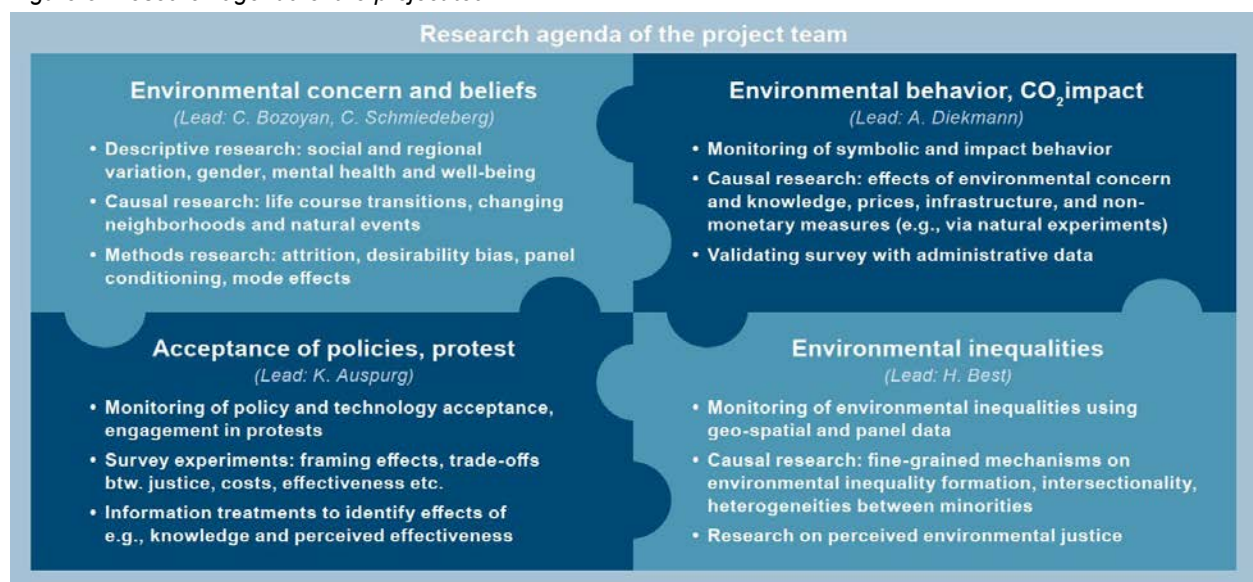 Research agenda of the project team
Environmental concern and beliefs
(Lead: C. Bozoyan, C. Schmiedeberg)
• Descriptive research: social and regional
variation, gender, mental health and well-being
• Causal research: life course transitions, changing
neighborhoods and natural events
• Methods research: attrition, desirability bias, panel
conditioning, mode effects
Environmental behavior, CO2impact
(Lead: A. Diekmann)
• Monitoring of symbolic and impact behavior
• Causal research: effects of environmental concern
and knowledge, prices, infrastructure, and non-
monetary measures (e.g., via natural experiments)
• Validating survey with administrative data
Acceptance of policies, protest
(Lead: K. Auspurg)
• Monitoring of policy and technology acceptance,
engagement in protests
• Survey experiments: framing effects, trade-offs
btw. justice, costs, effectiveness etc.
• Information treatments to identify effects of
e.g., knowledge and perceived effectiveness
Environmental inequalities
(Lead: H. Best)
• Monitoring of environmental inequalities using
geo-spatial and panel data
• Causal research: fine-grained mechanisms on
environmental inequality formation, intersectionality,
heterogeneities between minorities
• Research on perceived environmental justice